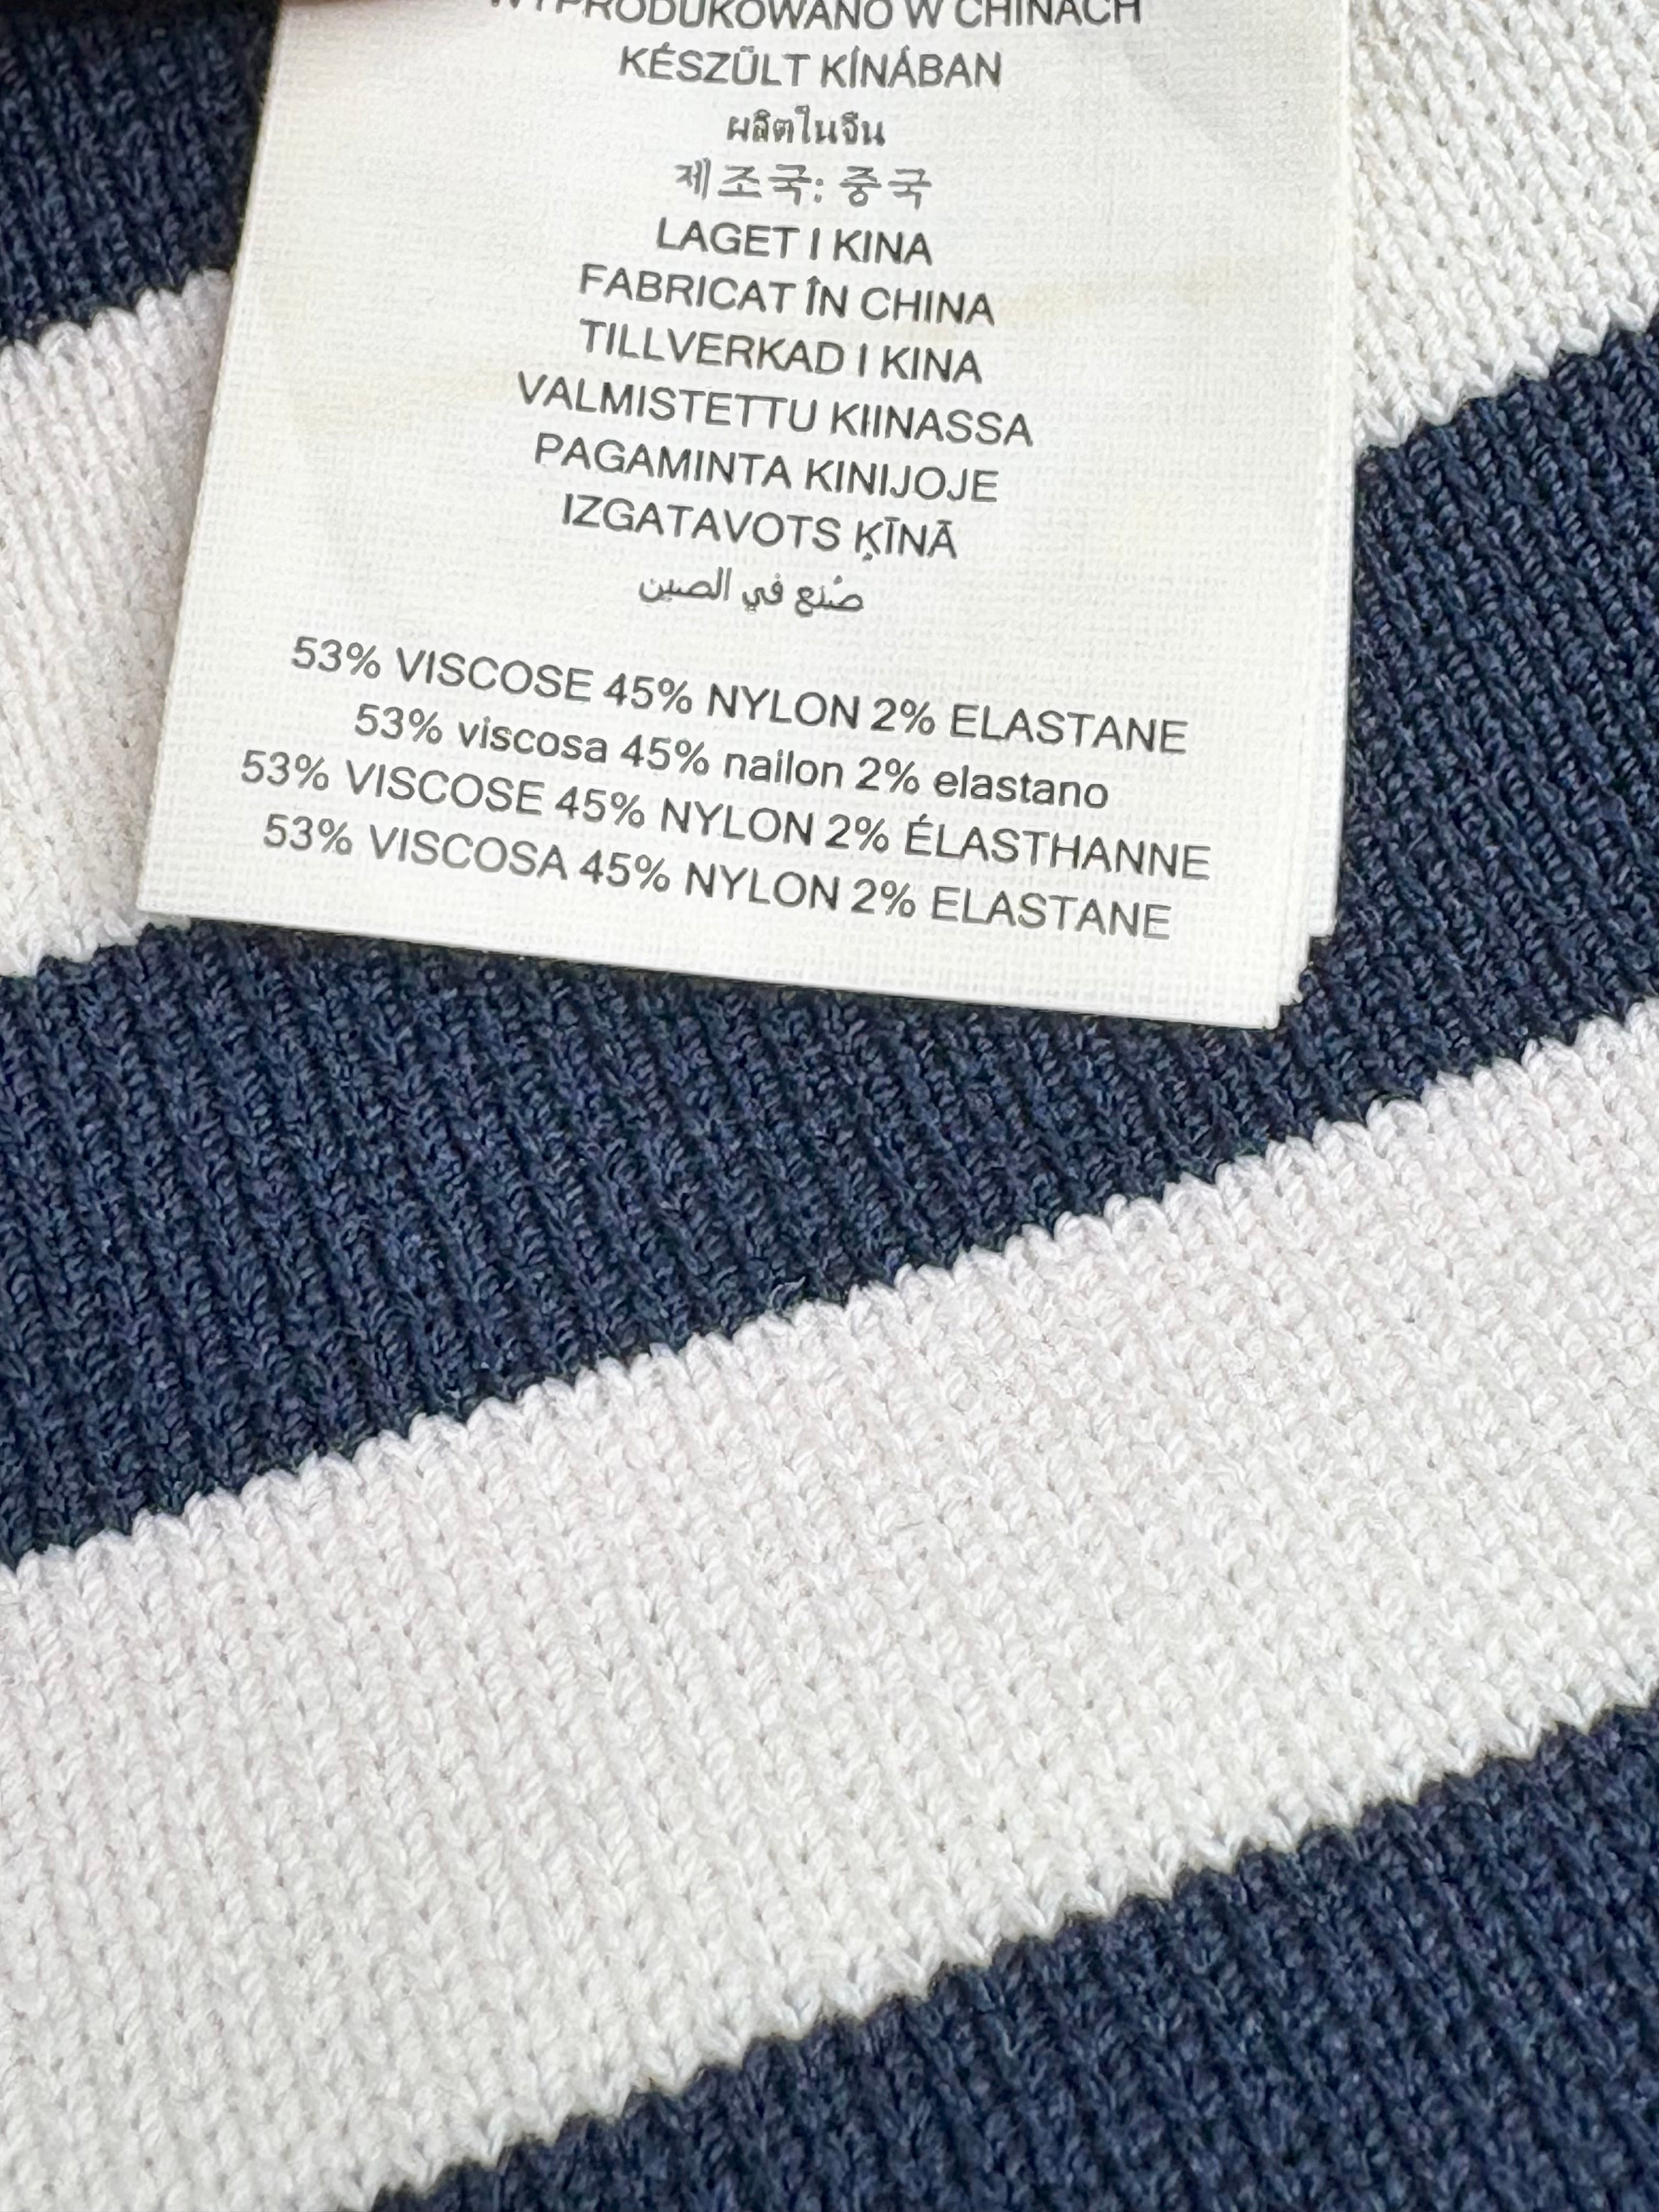 WYPRODUKOWANO W CHINACH
KÉSZÜLT KÍNÁBAN
ผลิตในจีน
제조국: 중국
LAGET I KINA
FABRICAT ÎN CHINA
TILLVERKAD I KINA
VALMISTETTU KIINASSA
PAGAMINTA KINIJOJE
IZGATAVOTS ĶĪNĀ
صُنع في الصين
53% VISCOSE 45% NYLON 2% ELASTANE
53% viscosa 45% nailon 2% elastano
53% VISCOSE 45% NYLON 2% ÉLASTHANNE
53% VISCOSA 45% NYLON 2% ELASTANE